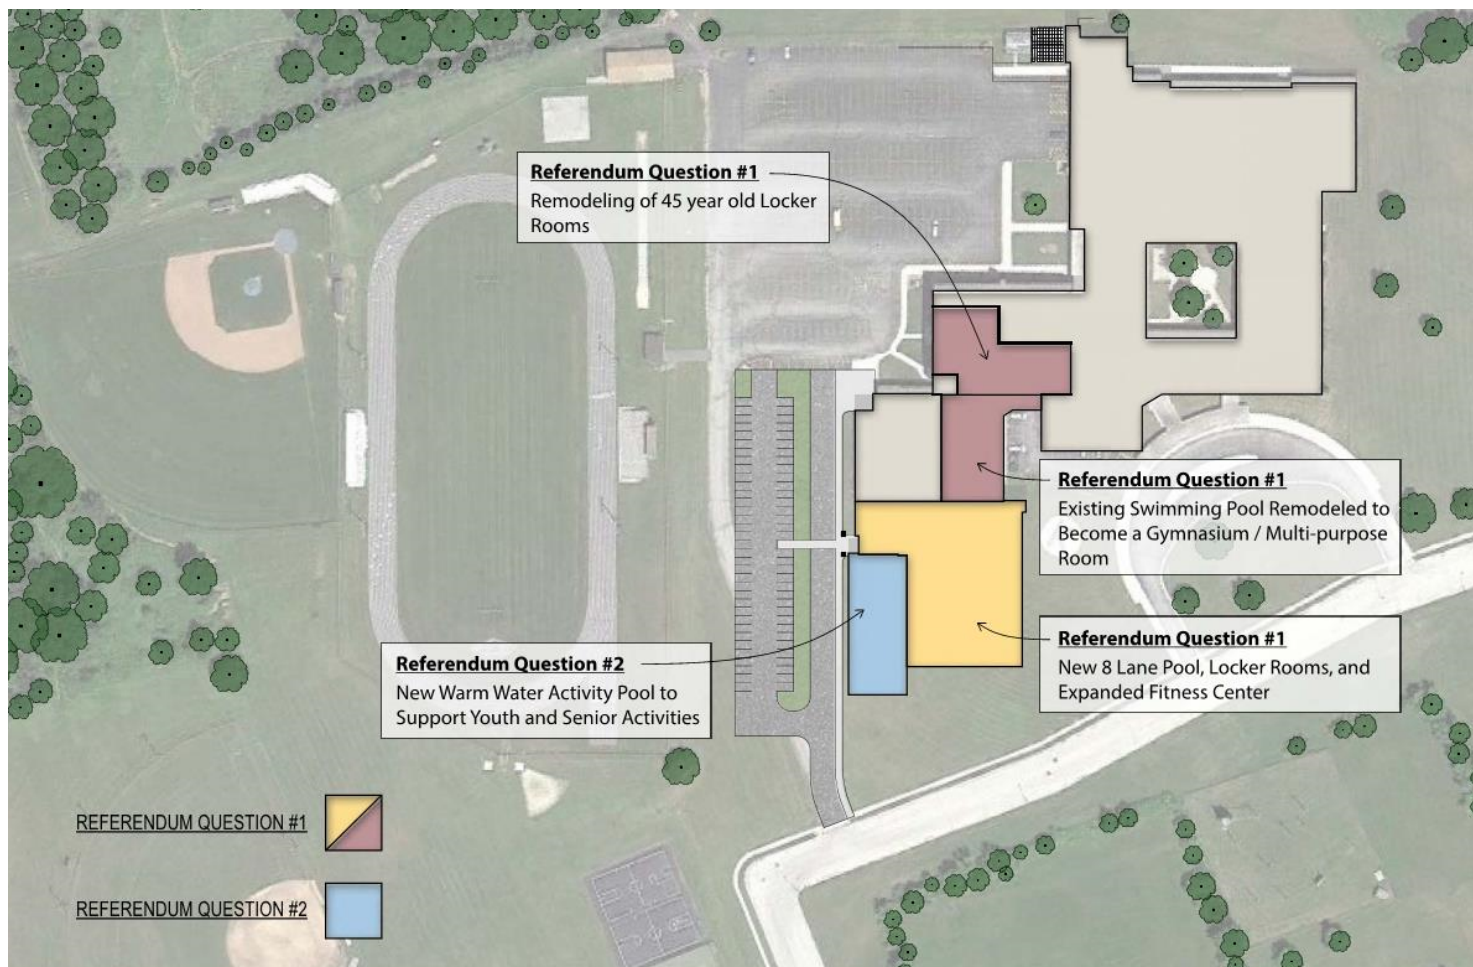 Referendum Question #1
Remodeling of 45 year old Locker
Rooms
Referendum Question #1
Existing Swimming Pool Remodeled to
Become a Gymnasium / Multi-purpose
Room
Referendum Question #1
New 8 Lane Pool, Locker Rooms, and
Expanded Fitness Center
Referendum Question #2
New Warm Water Activity Pool to
Support Youth and Senior Activities
REFERENDUM QUESTION #1
REFERENDUM QUESTION #2